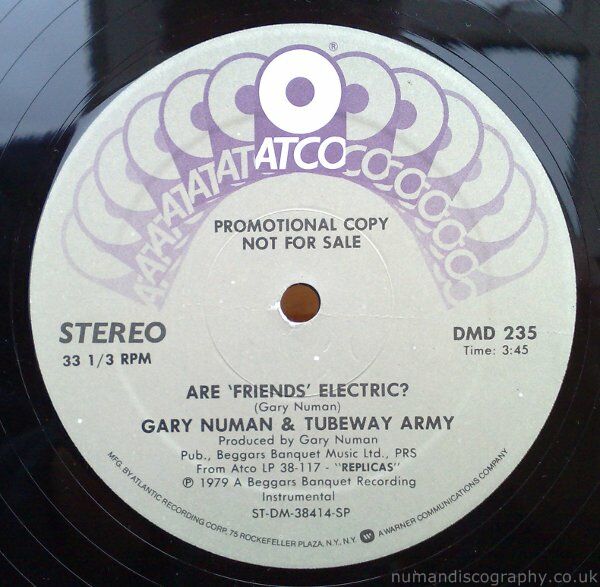 ®
ATCO
PROMOTIONAL COPY
NOT FOR SALE
STEREO
33 1/3 RPM
DMD 235
Time: 3:45
ARE 'FRIENDS' ELECTRIC?
(Gary Numan)
GARY NUMAN & TUBEWAY ARMY
Produced by Gary Numan
Pub., Beggars Banquet Music Ltd., PRS
From Atco LP 38-117 - "REPLICAS"
℗ 1979 A Beggars Banquet Recording
Instrumental
ST-DM-38414-SP
MFG. BY ATLANTIC RECORDING CORP., 75 ROCKEFELLER PLAZA, N.Y., N.Y. A WARNER COMMUNICATIONS COMPANY
numandiscography.co.uk